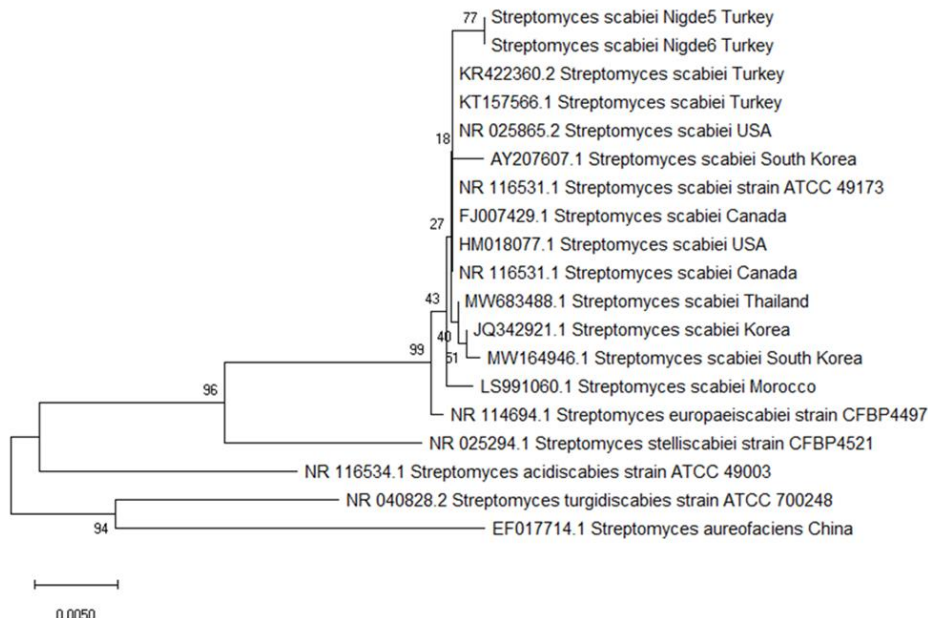 77 Streptomyces scabiei Nigde5 Turkey
Streptomyces scabiei Nigde6 Turkey
KR422360.2 Streptomyces scabiei Turkey
KT157566.1 Streptomyces scabiei Turkey
NR 025865.2 Streptomyces scabiei USA
18
AY207607.1 Streptomyces scabiei South Korea
NR 116531.1 Streptomyces scabiei strain ATCC 49173
FJ007429.1 Streptomyces scabiei Canada
27
HM018077.1 Streptomyces scabiei USA
NR 116531.1 Streptomyces scabiei Canada
43 MW683488.1 Streptomyces scabiei Thailand
JQ342921.1 Streptomyces scabiei Korea
40
99 51 MW164946.1 Streptomyces scabiei South Korea
96 LS991060.1 Streptomyces scabiei Morocco
NR 114694.1 Streptomyces europaeiscabiei strain CFBP4497
NR 025294.1 Streptomyces stelliscabiei strain CFBP4521
NR 116534.1 Streptomyces acidiscabies strain ATCC 49003
NR 040828.2 Streptomyces turgidiscabies strain ATCC 700248
94 EF017714.1 Streptomyces aureofaciens China
0.0050